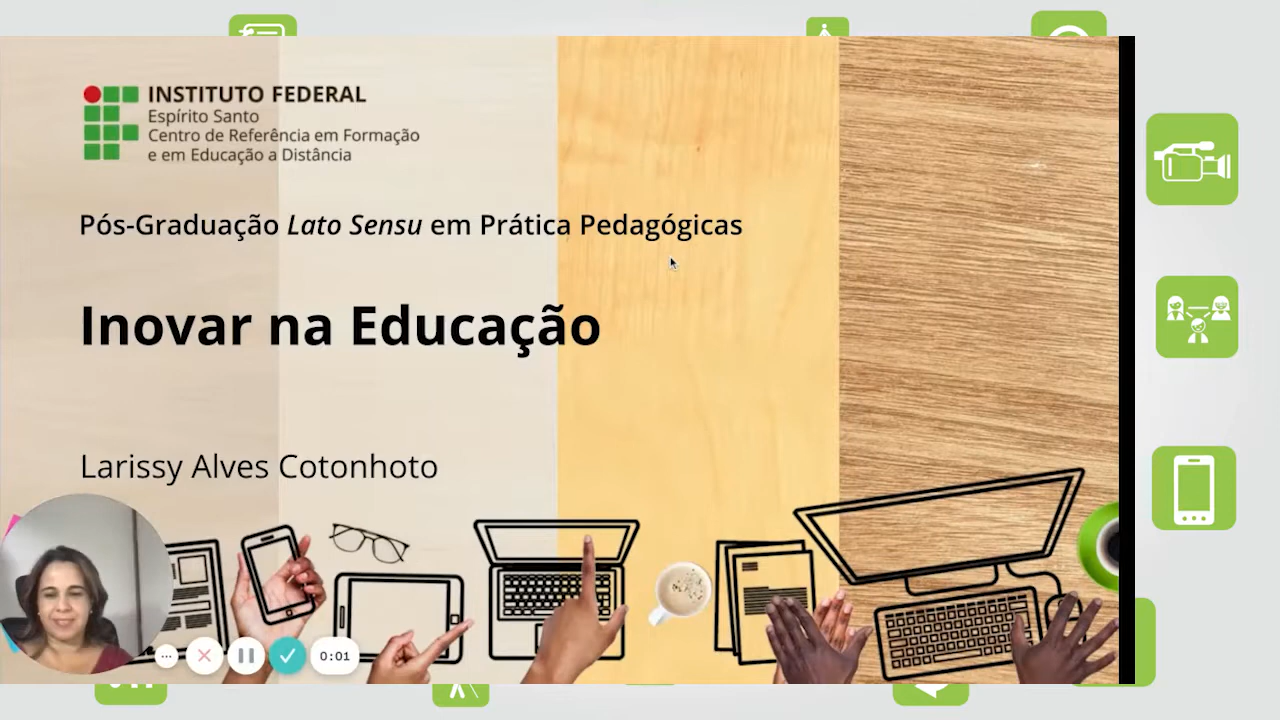 INSTITUTO FEDERAL
Espírito Santo
Centro de Referência em Formação
e em Educação a Distância
Pós-Graduação Lato Sensu em Prática Pedagógicas
Inovar na Educação
Larissy Alves Cotonhoto
0:01